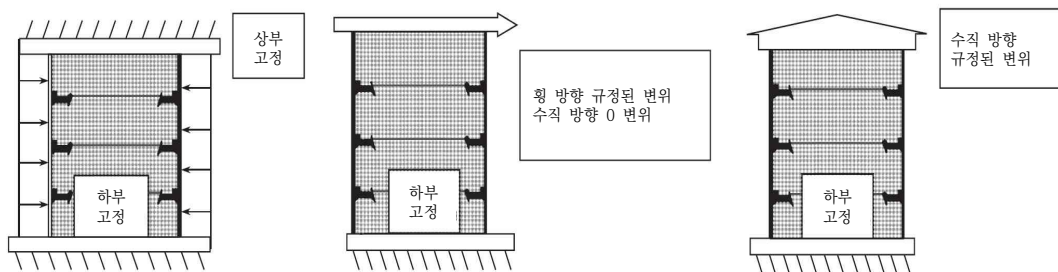 상부
고정
하부
고정
횡 방향 규정된 변위
수직 방향 0 변위
하부
고정
수직 방향
규정된 변위
하부
고정